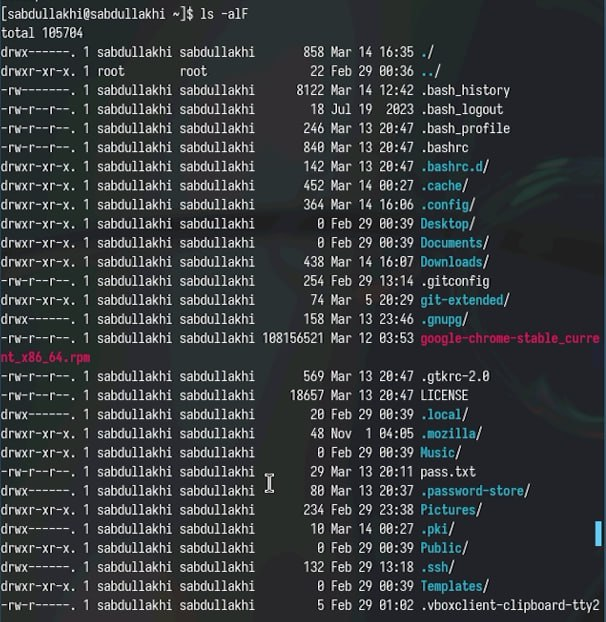 [sabdullakhi@sabdullakhi ~]$ ls -alF
total 105704
drwx------. 1 sabdullakhi sabdullakhi       858 Mar 14 16:35 ./
drwxr-xr-x. 1 root        root               22 Feb 29 00:36 ../
-rw-------. 1 sabdullakhi sabdullakhi      8122 Mar 14 12:42 .bash_history
-rw-r--r--. 1 sabdullakhi sabdullakhi        18 Jul 19  2023 .bash_logout
-rw-r--r--. 1 sabdullakhi sabdullakhi       246 Mar 13 20:47 .bash_profile
-rw-r--r--. 1 sabdullakhi sabdullakhi       840 Mar 13 20:47 .bashrc
drwxr-xr-x. 1 sabdullakhi sabdullakhi       142 Mar 13 20:47 .bashrc.d/
drwxr-xr-x. 1 sabdullakhi sabdullakhi       452 Mar 14 00:27 .cache/
drwxr-xr-x. 1 sabdullakhi sabdullakhi       364 Mar 14 16:06 .config/
drwxr-xr-x. 1 sabdullakhi sabdullakhi         0 Feb 29 00:39 Desktop/
drwxr-xr-x. 1 sabdullakhi sabdullakhi         0 Feb 29 00:39 Documents/
drwxr-xr-x. 1 sabdullakhi sabdullakhi       438 Mar 14 16:07 Downloads/
-rw-r--r--. 1 sabdullakhi sabdullakhi       254 Feb 29 13:14 .gitconfig
drwxr-xr-x. 1 sabdullakhi sabdullakhi        74 Mar  5 20:29 git-extended/
drwx------. 1 sabdullakhi sabdullakhi       158 Mar 13 23:46 .gnupg/
-rw-r--r--. 1 sabdullakhi sabdullakhi 108156521 Mar 12 03:53 google-chrome-stable_curre
nt_x86_64.rpm
-rw-r--r--. 1 sabdullakhi sabdullakhi       569 Mar 13 20:47 .gtkrc-2.0
-rw-r--r--. 1 sabdullakhi sabdullakhi     18657 Mar 13 20:47 LICENSE
drwx------. 1 sabdullakhi sabdullakhi        20 Feb 29 00:39 .local/
drwxr-xr-x. 1 sabdullakhi sabdullakhi        48 Nov  1 04:05 .mozilla/
drwxr-xr-x. 1 sabdullakhi sabdullakhi         0 Feb 29 00:39 Music/
-rw-r--r--. 1 sabdullakhi sabdullakhi        29 Mar 13 20:11 pass.txt
drwx------. 1 sabdullakhi sabdullakhi        80 Mar 13 20:37 .password-store/
drwxr-xr-x. 1 sabdullakhi sabdullakhi       234 Feb 29 23:38 Pictures/
drwx------. 1 sabdullakhi sabdullakhi        10 Mar 14 00:27 .pki/
drwxr-xr-x. 1 sabdullakhi sabdullakhi         0 Feb 29 00:39 Public/
drwx------. 1 sabdullakhi sabdullakhi       132 Feb 29 13:18 .ssh/
drwxr-xr-x. 1 sabdullakhi sabdullakhi         0 Feb 29 00:39 Templates/
-rw-r-----. 1 sabdullakhi sabdullakhi         5 Feb 29 01:02 .vboxclient-clipboard-tty2